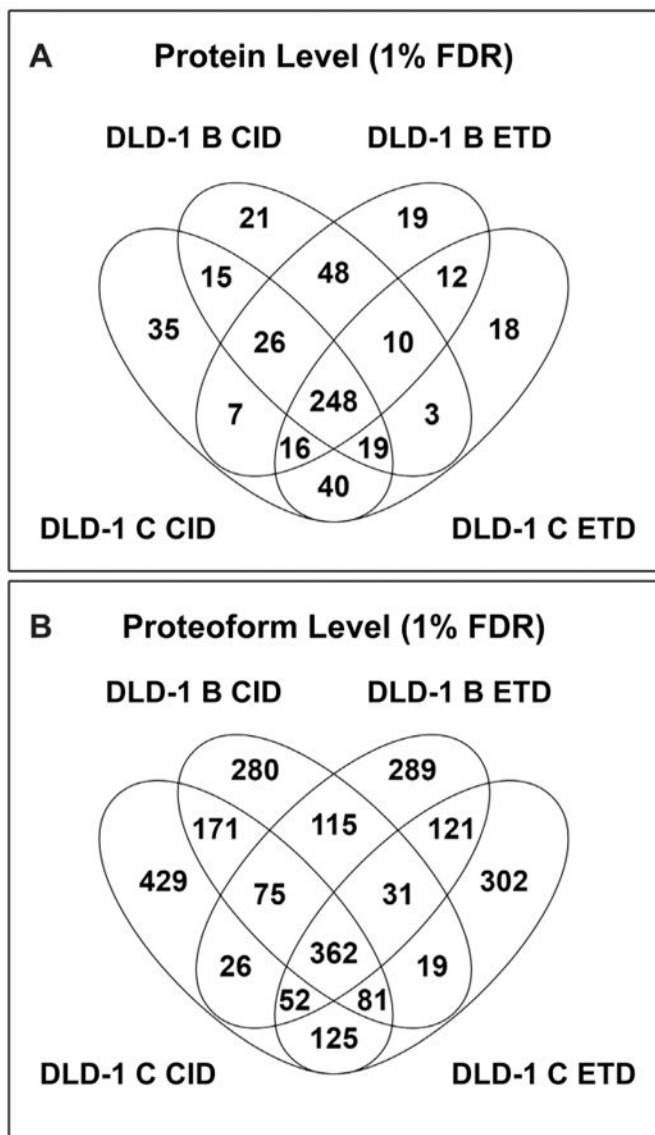 A Protein Level (1% FDR)
DLD-1 B CID DLD-1 B ETD
21 19
15 48 12
35 26 10 18
248
7 3
16 19
40
DLD-1 C CID DLD-1 C ETD
B Proteoform Level (1% FDR)
DLD-1 B CID DLD-1 B ETD
280 289
171 115 121
429 75 31 302
362
26 19
52 81
125
DLD-1 C CID DLD-1 C ETD